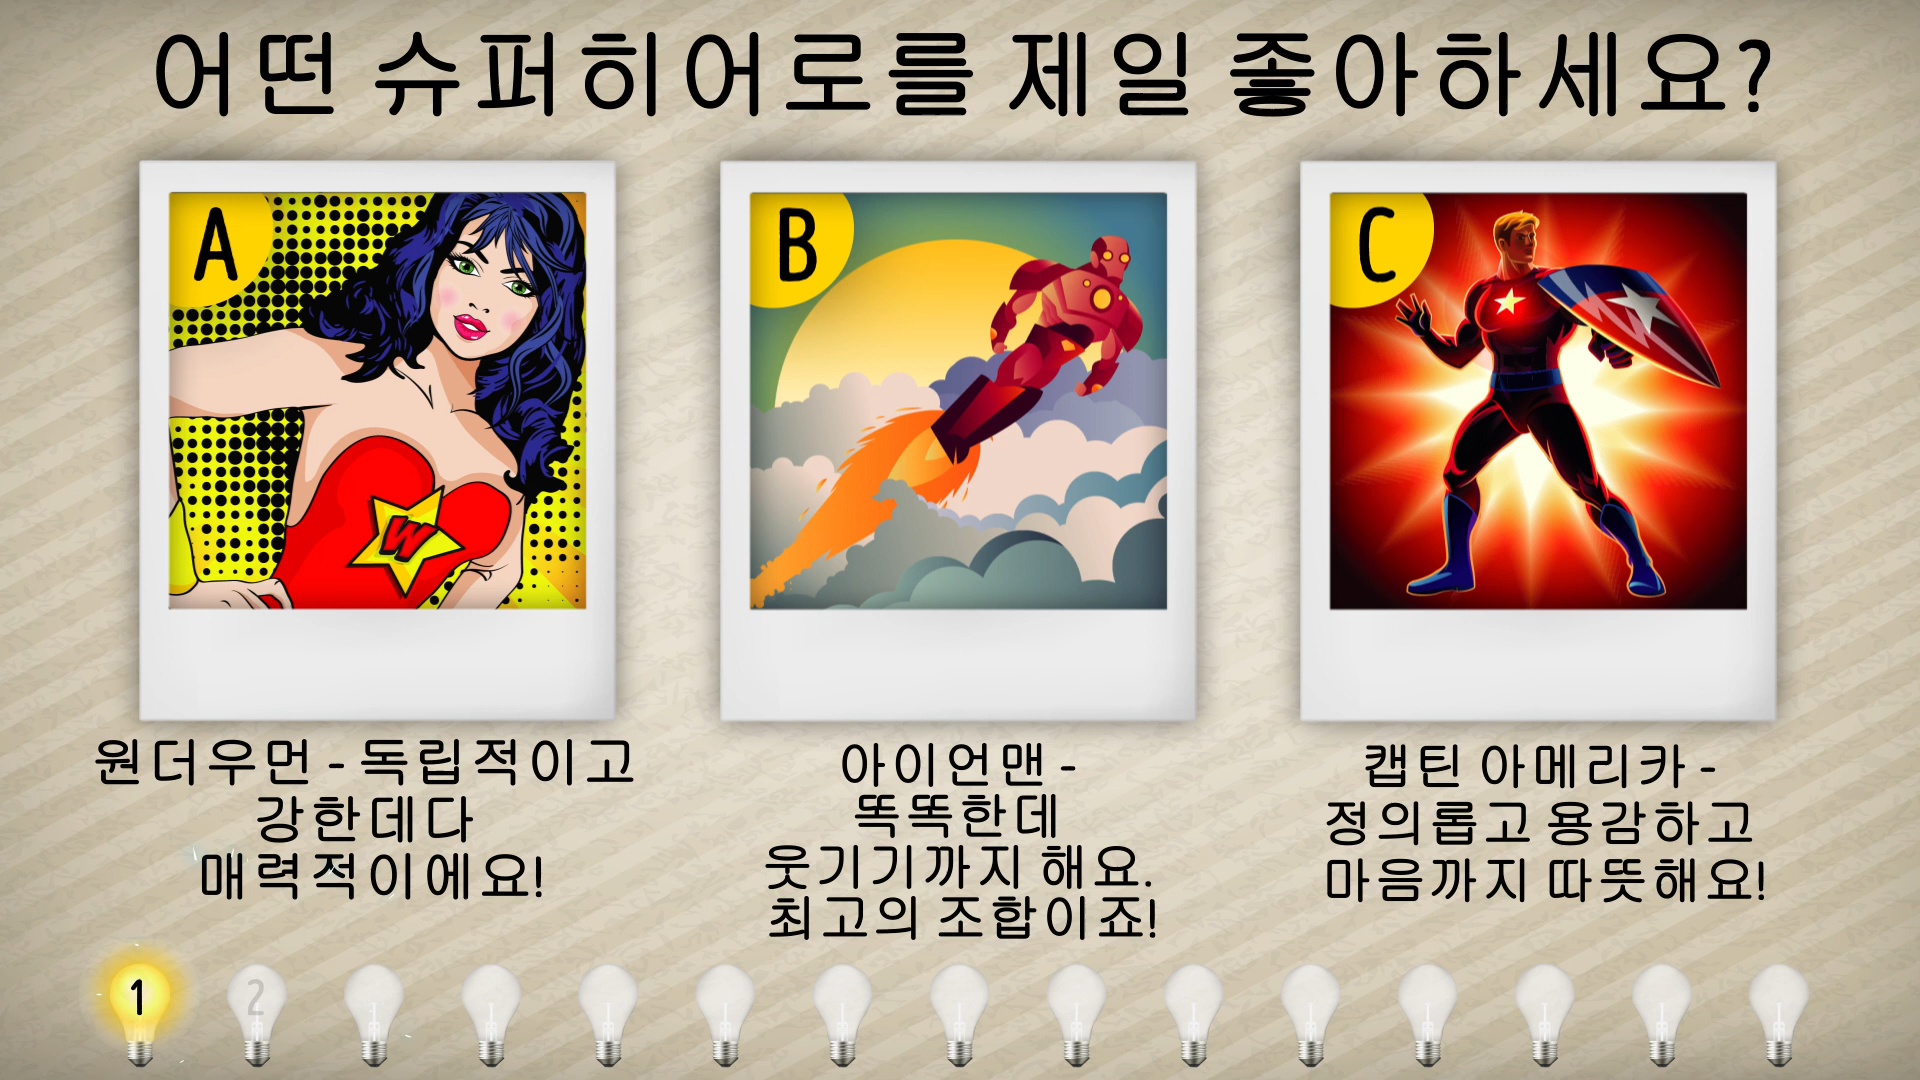 어떤 슈퍼히어로를 제일 좋아하세요?
A
W
B
C
원더우먼 - 독립적이고
강한데다
매력적이에요!
아이언맨 -
똑똑한데
웃기기까지 해요.
최고의 조합이죠!
캡틴 아메리카 -
정의롭고 용감하고
마음까지 따뜻해요!
1
2